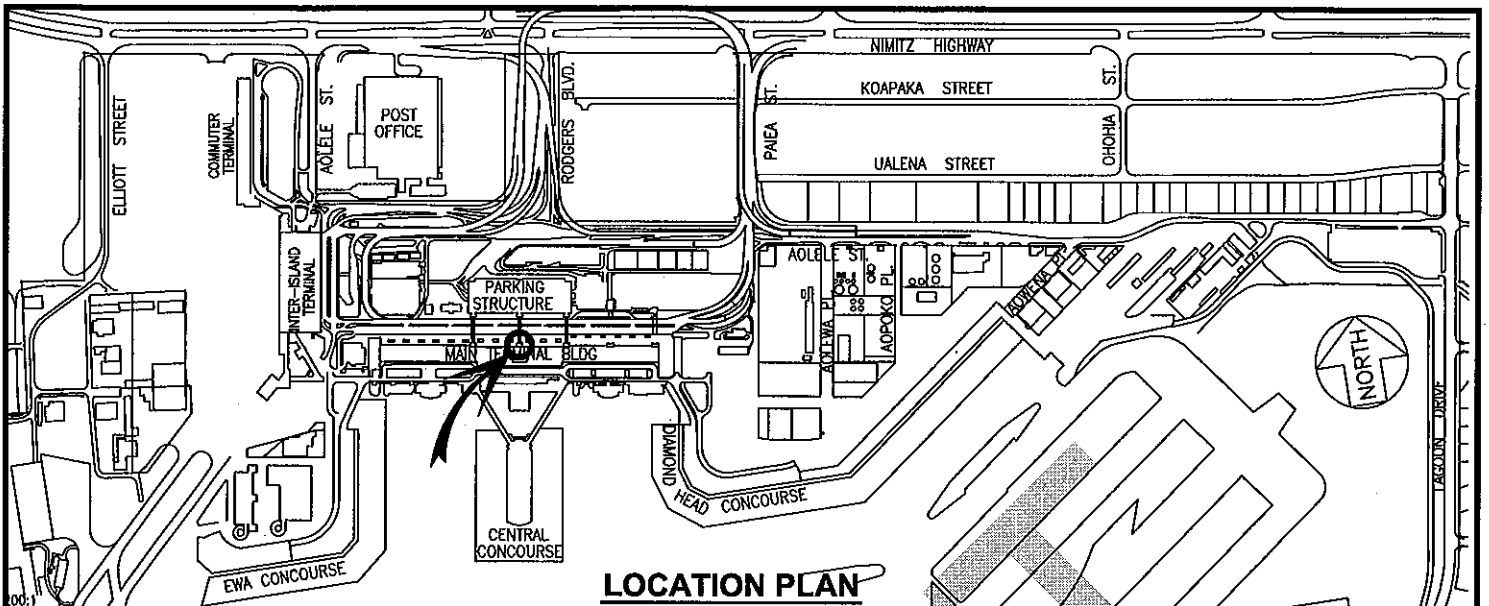 NIMITZ HIGHWAY
KOAPAKA STREET
UALENA STREET
ELLIOTT STREET
COMMUTER
TERMINAL
AOLELE ST.
POST
OFFICE
RODGERS BLVD.
PAIEA ST.
OHOHIA ST.
INTER-ISLAND
TERMINAL
PARKING
STRUCTURE
MAIN TERMINAL BLDG
AOLELE ST.
AOLEWA PL.
AOPOKO PL.
AOWENA PL.
NORTH
LAGOON DRIVE
DIAMOND HEAD CONCOURSE
CENTRAL
CONCOURSE
EWA CONCOURSE
LOCATION PLAN